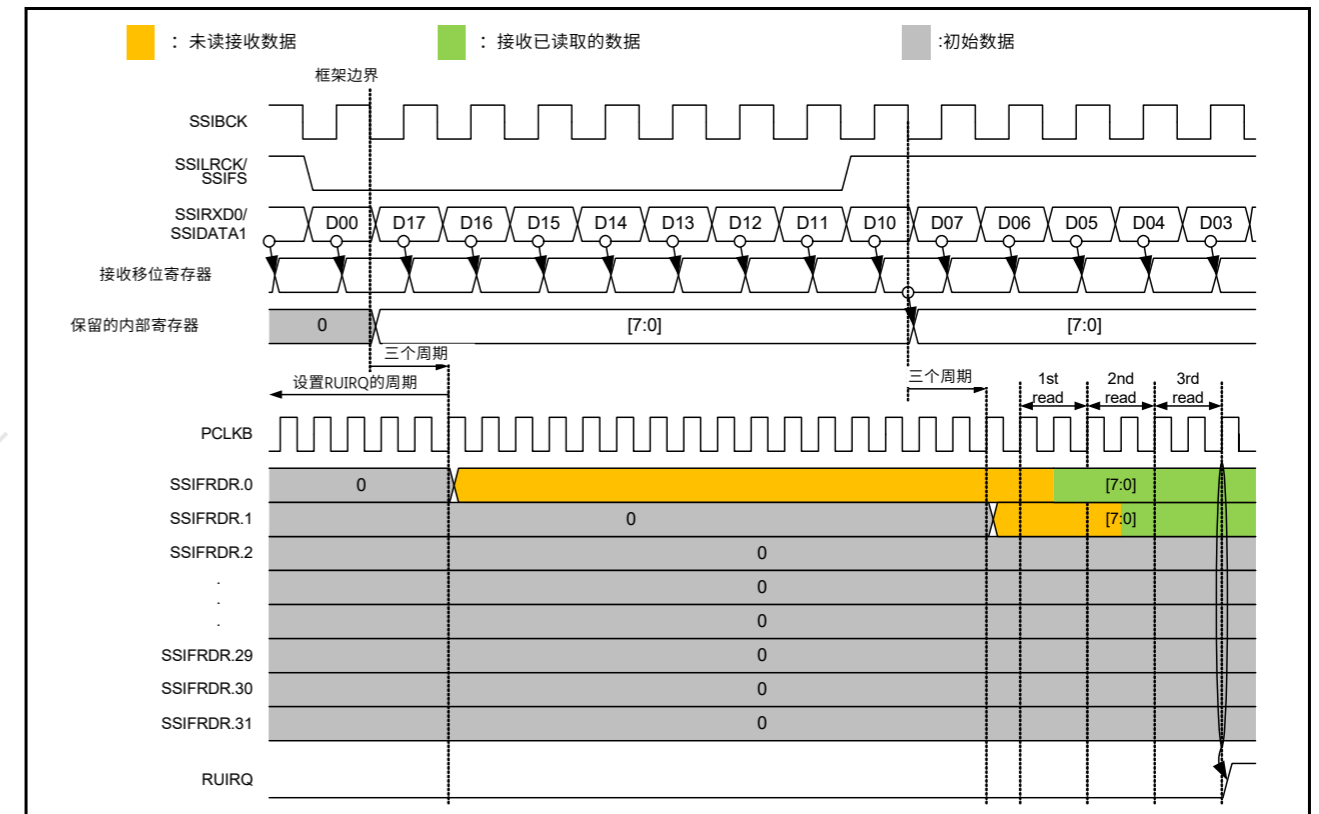 ：未读接收数据
：接收已读取的数据
:初始数据
框架边界
SSIBCK
SSILRCK/
SSIFS
SSIRXD0/
SSIDATA1
D00 D17 D16 D15 D14 D13 D12 D11 D10 D07 D06 D05 D04 D03
接收移位寄存器
保留的内部寄存器
0 [7:0] [7:0]
三个周期
设置RUIRQ的周期
三个周期
1st
read
2nd
read
3rd
read
PCLKB
SSIFRDR.0 0 [7:0]
SSIFRDR.1 0 [7:0]
SSIFRDR.2 0
. 0
. 0
.
SSIFRDR.29 0
SSIFRDR.30 0
SSIFRDR.31 0
RUIRQ